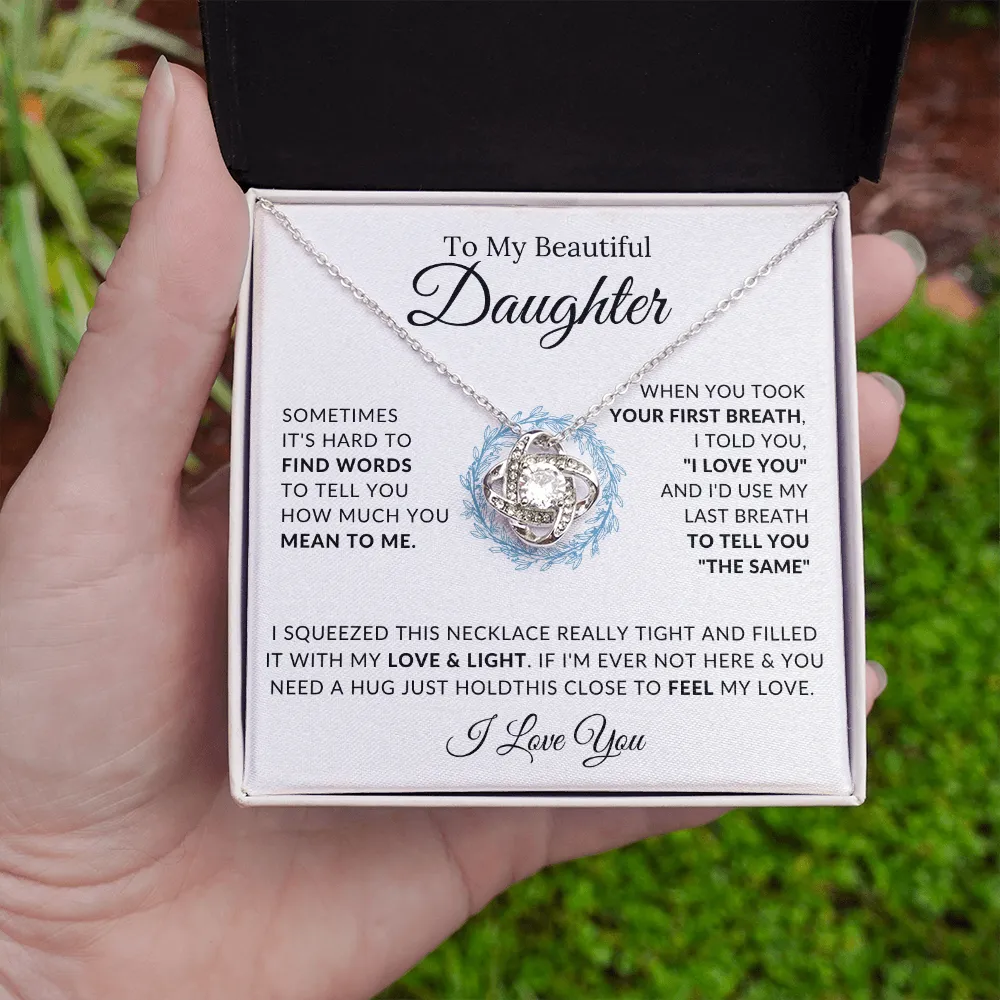 To My Beautiful
Daughter
SOMETIMES
IT'S HARD TO
FIND WORDS
TO TELL YOU
HOW MUCH YOU
MEAN TO ME.
WHEN YOU TOOK
YOUR FIRST BREATH,
I TOLD YOU,
"I LOVE YOU"
AND I'D USE MY
LAST BREATH
TO TELL YOU
"THE SAME"
I SQUEEZED THIS NECKLACE REALLY TIGHT AND FILLED
IT WITH MY LOVE & LIGHT. IF I'M EVER NOT HERE & YOU
NEED A HUG JUST HOLDTHIS CLOSE TO FEEL MY LOVE.
I Love You